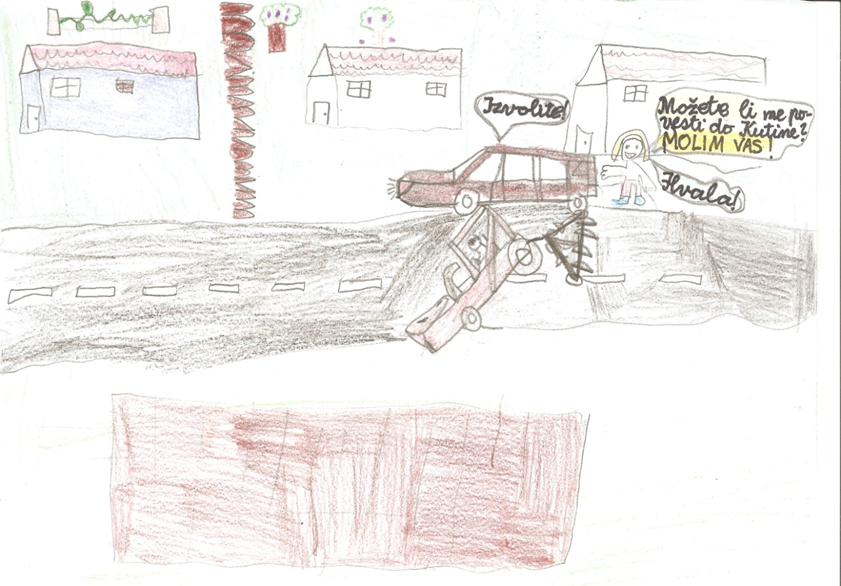 Izvolite!
Možete li me po-
vesti do Kutine?
MOLIM VAS!
Hvala!